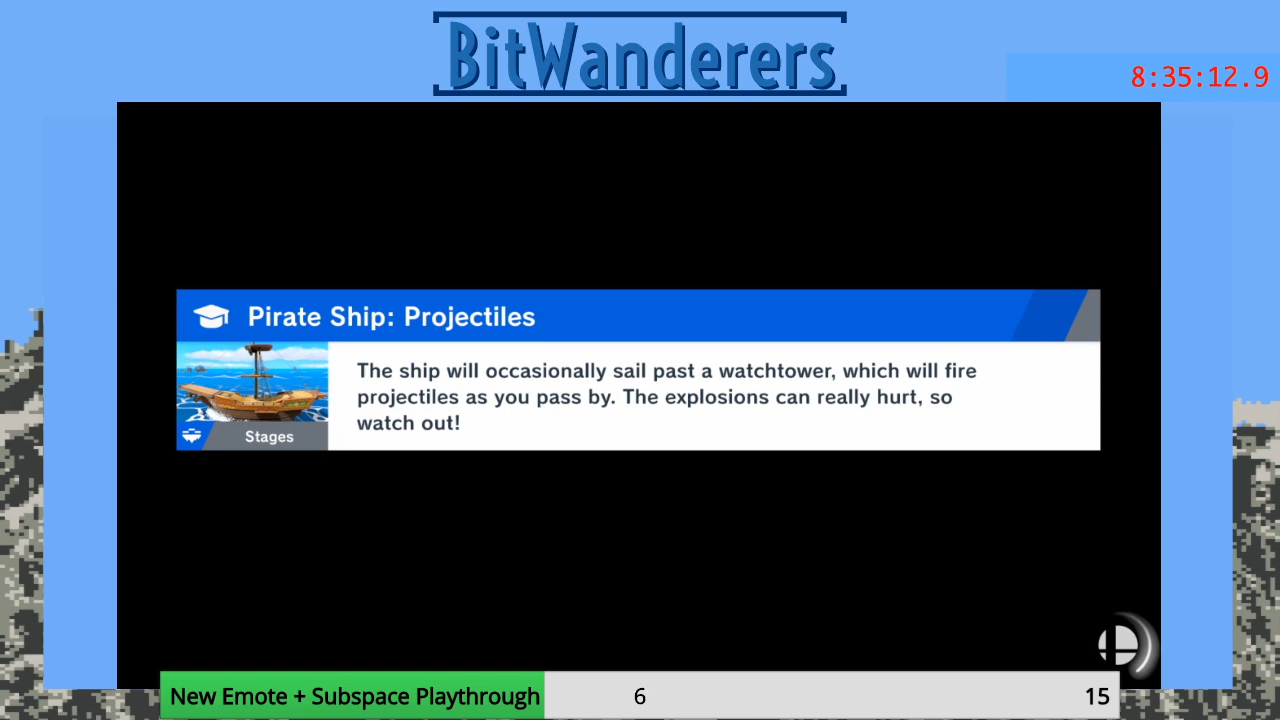 BitWanderers
8:35:12.9
Pirate Ship: Projectiles
The ship will occasionally sail past a watchtower, which will fire
projectiles as you pass by. The explosions can really hurt, so
watch out!
Stages
New Emote + Subspace Playthrough 6 15